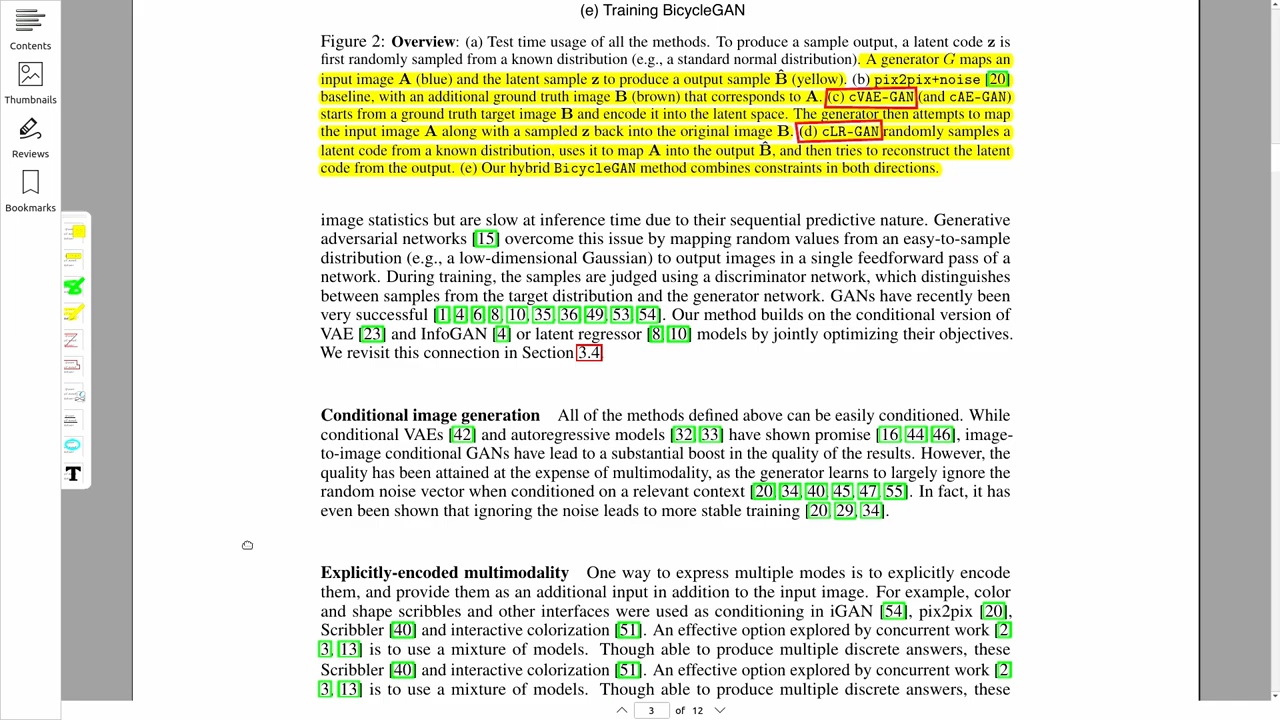 (e) Training BicycleGAN
Contents
Thumbnails
Reviews
Bookmarks
Figure 2: Overview: (a) Test time usage of all the methods. To produce a sample output, a latent code z is
first randomly sampled from a known distribution (e.g., a standard normal distribution). A generator G maps an
input image A (blue) and the latent sample z to produce a output sample B̂ (yellow). (b) pix2pix+noise [20]
baseline, with an additional ground truth image B (brown) that corresponds to A. (c) cVAE-GAN (and cAE-GAN)
starts from a ground truth target image B and encode it into the latent space. The generator then attempts to map
the input image A along with a sampled z back into the original image B. (d) cLR-GAN randomly samples a
latent code from a known distribution, uses it to map A into the output B̂, and then tries to reconstruct the latent
code from the output. (e) Our hybrid BicycleGAN method combines constraints in both directions.
image statistics but are slow at inference time due to their sequential predictive nature. Generative
adversarial networks [15] overcome this issue by mapping random values from an easy-to-sample
distribution (e.g., a low-dimensional Gaussian) to output images in a single feedforward pass of a
network. During training, the samples are judged using a discriminator network, which distinguishes
between samples from the target distribution and the generator network. GANs have recently been
very successful [1, 4, 6, 8, 10, 35, 36, 49, 53, 54]. Our method builds on the conditional version of
VAE [23] and InfoGAN [4] or latent regressor [8, 10] models by jointly optimizing their objectives.
We revisit this connection in Section 3.4.
Conditional image generation All of the methods defined above can be easily conditioned. While
conditional VAEs [42] and autoregressive models [32, 33] have shown promise [16, 44, 46], image-
to-image conditional GANs have lead to a substantial boost in the quality of the results. However, the
quality has been attained at the expense of multimodality, as the generator learns to largely ignore the
random noise vector when conditioned on a relevant context [20, 34, 40, 45, 47, 55]. In fact, it has
even been shown that ignoring the noise leads to more stable training [20, 29, 34].
Explicitly-encoded multimodality One way to express multiple modes is to explicitly encode
them, and provide them as an additional input in addition to the input image. For example, color
and shape scribbles and other interfaces were used as conditioning in iGAN [54], pix2pix [20],
Scribbler [40] and interactive colorization [51]. An effective option explored by concurrent work [2,
3, 13] is to use a mixture of models. Though able to produce multiple discrete answers, these
Scribbler [40] and interactive colorization [51]. An effective option explored by concurrent work [2,
3, 13] is to use a mixture of models. Though able to produce multiple discrete answers, these
T
3 of 12